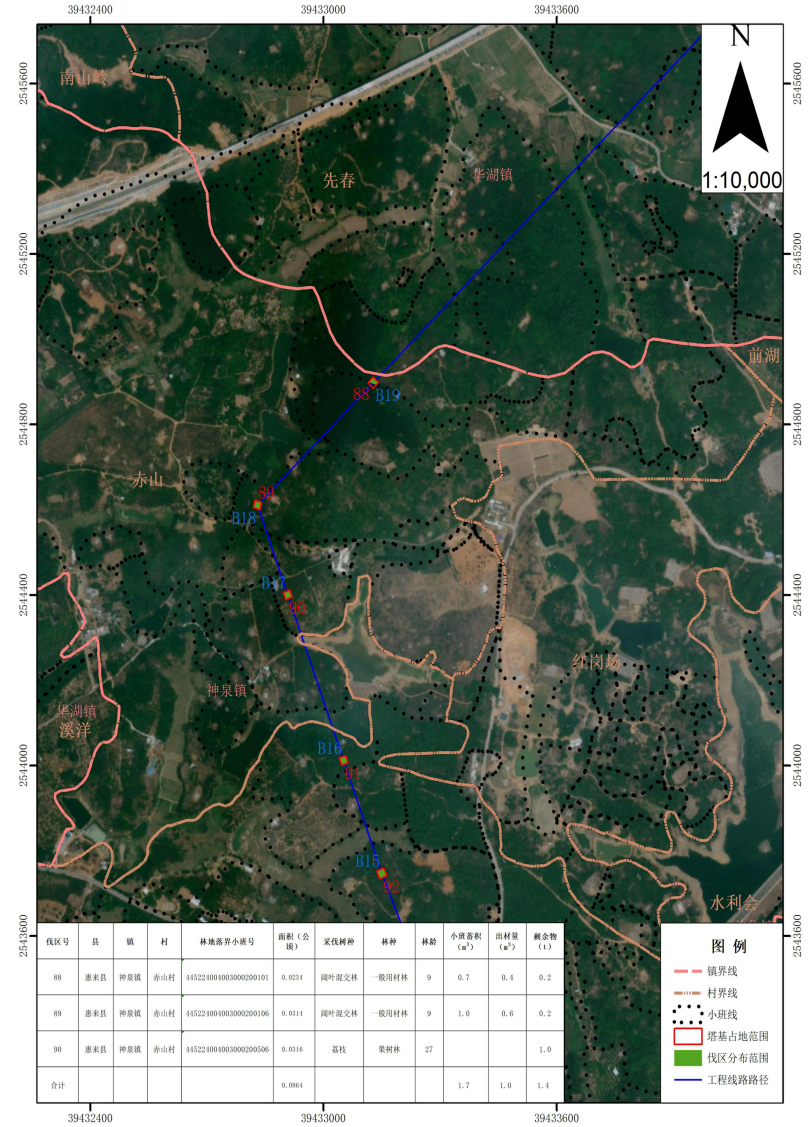 39432400 39433000 39433600
2545600 2545600
N
1:10,000
南山岭
先春
华湖镇
2545200 2545200
前湖
88 B19
2544800 2544800
赤山
89
B18
B17
90
2544400 2544400
红岗场
神泉镇
华湖镇
溪洋
B16
91
2544000 2544000
B15
92
水利会
2543600 2543600
伐区号 县 镇 村 林地落界小班号 面积（公顷） 采伐树种 林种 林龄 小班蓄积（m³） 出材量（m³） 剩余物（t）
88 惠来县 神泉镇 赤山村 445224004003000200101 0.0234 阔叶混交林 一般用材林 9 0.7 0.4 0.2
89 惠来县 神泉镇 赤山村 445224004003000200106 0.0314 阔叶混交林 一般用材林 9 1.0 0.6 0.2
90 惠来县 神泉镇 赤山村 445224004003000200506 0.0316 荔枝 果树林 27 1.0
合计 0.0864 1.7 1.0 1.4
图 例
镇界线
村界线
小班线
塔基占地范围
伐区分布范围
工程线路路径
39432400 39433000 39433600